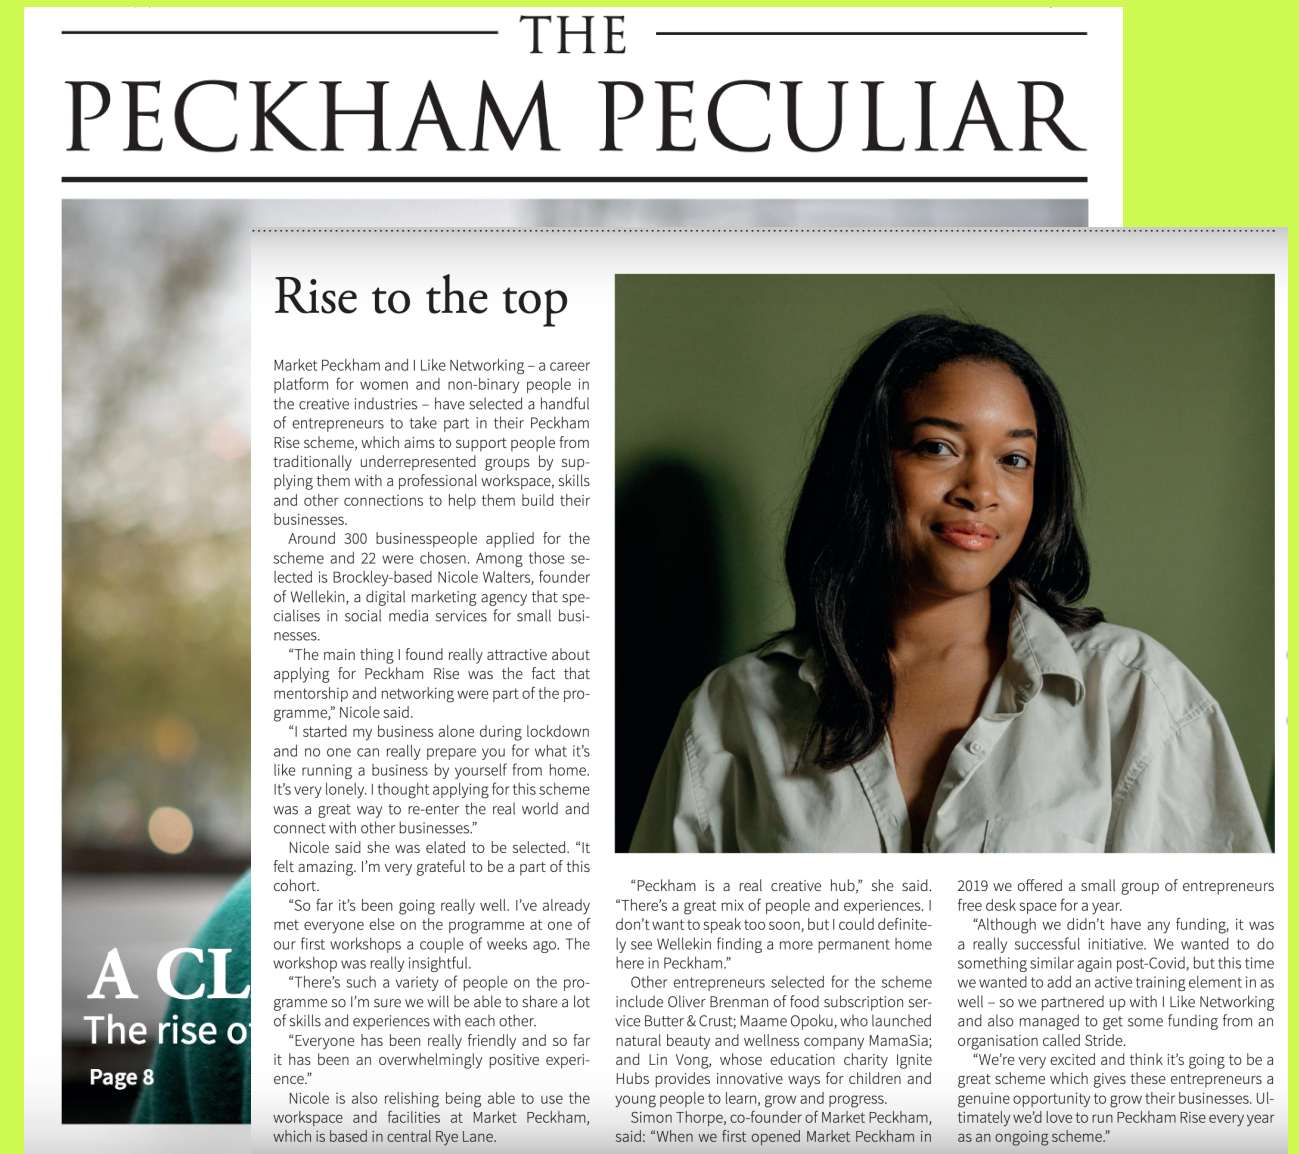 THE
PECKHAM PECULIAR
Rise to the top
Market Peckham and I Like Networking – a career
platform for women and non-binary people in
the creative industries – have selected a handful
of entrepreneurs to take part in their Peckham
Rise scheme, which aims to support people from
traditionally underrepresented groups by sup-
plying them with a professional workspace, skills
and other connections to help them build their
businesses.
Around 300 businesspeople applied for the
scheme and 22 were chosen. Among those se-
lected is Brockley-based Nicole Walters, founder
of Wellekin, a digital marketing agency that spe-
cialises in social media services for small busi-
nesses.
“The main thing I found really attractive about
applying for Peckham Rise was the fact that
mentorship and networking were part of the pro-
gramme,” Nicole said.
“I started my business alone during lockdown
and no one can really prepare you for what it’s
like running a business by yourself from home.
It’s very lonely. I thought applying for this scheme
was a great way to re-enter the real world and
connect with other businesses.”
Nicole said she was elated to be selected. “It
felt amazing. I’m very grateful to be a part of this
cohort.
“So far it’s been going really well. I’ve already
met everyone else on the programme at one of
our first workshops a couple of weeks ago. The
workshop was really insightful.
“There’s such a variety of people on the pro-
gramme so I’m sure we will be able to share a lot
of skills and experiences with each other.
“Everyone has been really friendly and so far
it has been an overwhelmingly positive experi-
ence.”
Nicole is also relishing being able to use the
workspace and facilities at Market Peckham,
which is based in central Rye Lane.
“Peckham is a real creative hub,” she said.
“There’s a great mix of people and experiences. I
don’t want to speak too soon, but I could definite-
ly see Wellekin finding a more permanent home
here in Peckham.”
Other entrepreneurs selected for the scheme
include Oliver Brenman of food subscription ser-
vice Butter & Crust; Maame Opoku, who launched
natural beauty and wellness company MamaSia;
and Lin Vong, whose education charity Ignite
Hubs provides innovative ways for children and
young people to learn, grow and progress.
Simon Thorpe, co-founder of Market Peckham,
said: “When we first opened Market Peckham in
2019 we offered a small group of entrepreneurs
free desk space for a year.
“Although we didn’t have any funding, it was
a really successful initiative. We wanted to do
something similar again post-Covid, but this time
we wanted to add an active training element in as
well – so we partnered up with I Like Networking
and also managed to get some funding from an
organisation called Stride.
“We’re very excited and think it’s going to be a
great scheme which gives these entrepreneurs a
genuine opportunity to grow their businesses. Ul-
timately we’d love to run Peckham Rise every year
as an ongoing scheme.”
A CL
The rise of
Page 8